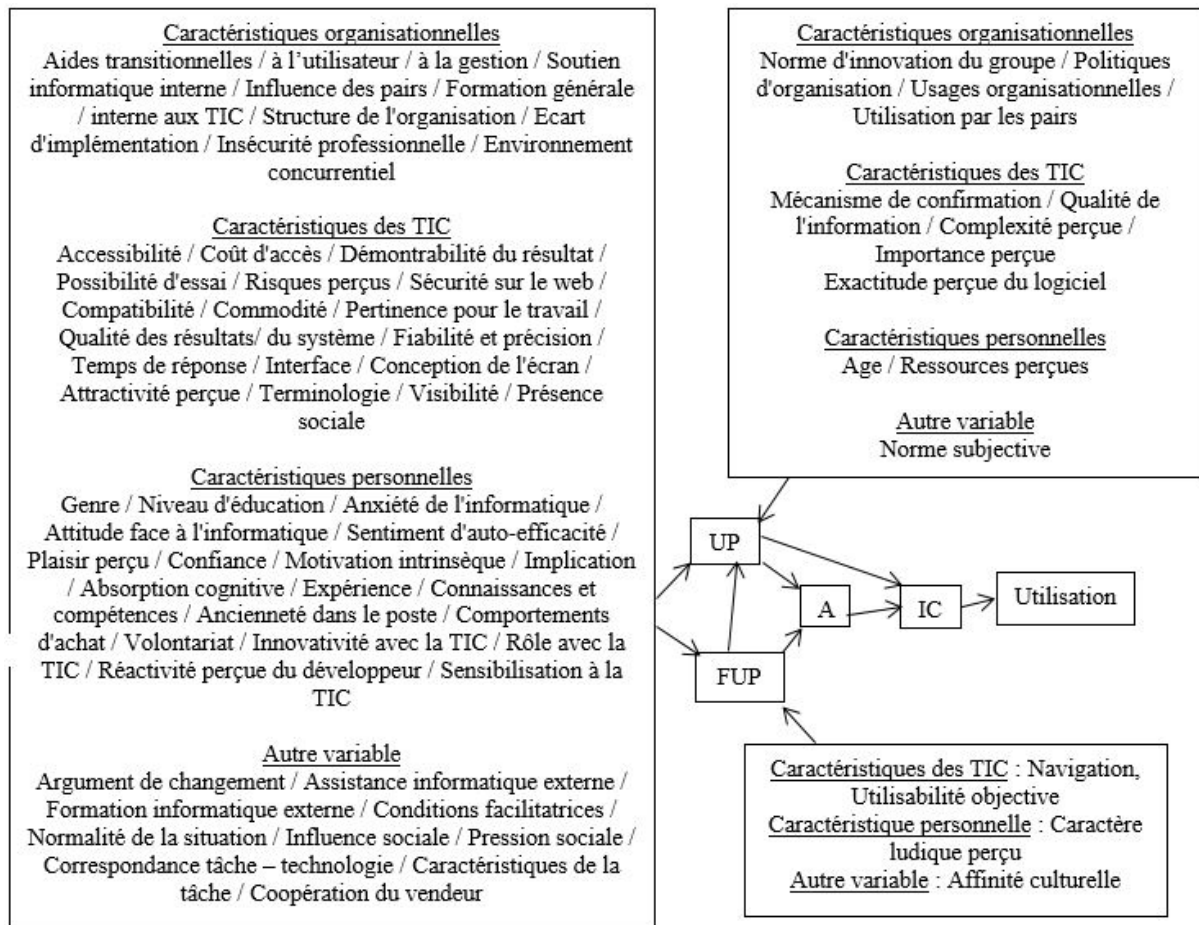 Caractéristiques organisationnelles
Aides transitionnelles / à l’utilisateur / à la gestion / Soutien
informatique interne / Influence des pairs / Formation générale
/ interne aux TIC / Structure de l'organisation / Ecart
d'implémentation / Insécurité professionnelle / Environnement
concurrentiel
Caractéristiques des TIC
Accessibilité / Coût d'accès / Démontrabilité du résultat /
Possibilité d'essai / Risques perçus / Sécurité sur le web /
Compatibilité / Commodité / Pertinence pour le travail /
Qualité des résultats/ du système / Fiabilité et précision /
Temps de réponse / Interface / Conception de l'écran /
Attractivité perçue / Terminologie / Visibilité / Présence
sociale
Caractéristiques personnelles
Genre / Niveau d'éducation / Anxiété de l'informatique /
Attitude face à l'informatique / Sentiment d'auto-efficacité /
Plaisir perçu / Confiance / Motivation intrinsèque / Implication
/ Absorption cognitive / Expérience / Connaissances et
compétences / Ancienneté dans le poste / Comportements
d'achat / Volontariat / Innovativité avec la TIC / Rôle avec la
TIC / Réactivité perçue du développeur / Sensibilisation à la
TIC
Autre variable
Argument de changement / Assistance informatique externe /
Formation informatique externe / Conditions facilitatrices /
Normalité de la situation / Influence sociale / Pression sociale /
Correspondance tâche – technologie / Caractéristiques de la
tâche / Coopération du vendeur
Caractéristiques organisationnelles
Norme d'innovation du groupe / Politiques
d'organisation / Usages organisationnelles /
Utilisation par les pairs
Caractéristiques des TIC
Mécanisme de confirmation / Qualité de
l'information / Complexité perçue /
Importance perçue
Exactitude perçue du logiciel
Caractéristiques personnelles
Age / Ressources perçues
Autre variable
Norme subjective
UP
A
IC
Utilisation
FUP
Caractéristiques des TIC : Navigation,
Utilisabilité objective
Caractéristique personnelle : Caractère
ludique perçu
Autre variable : Affinité culturelle